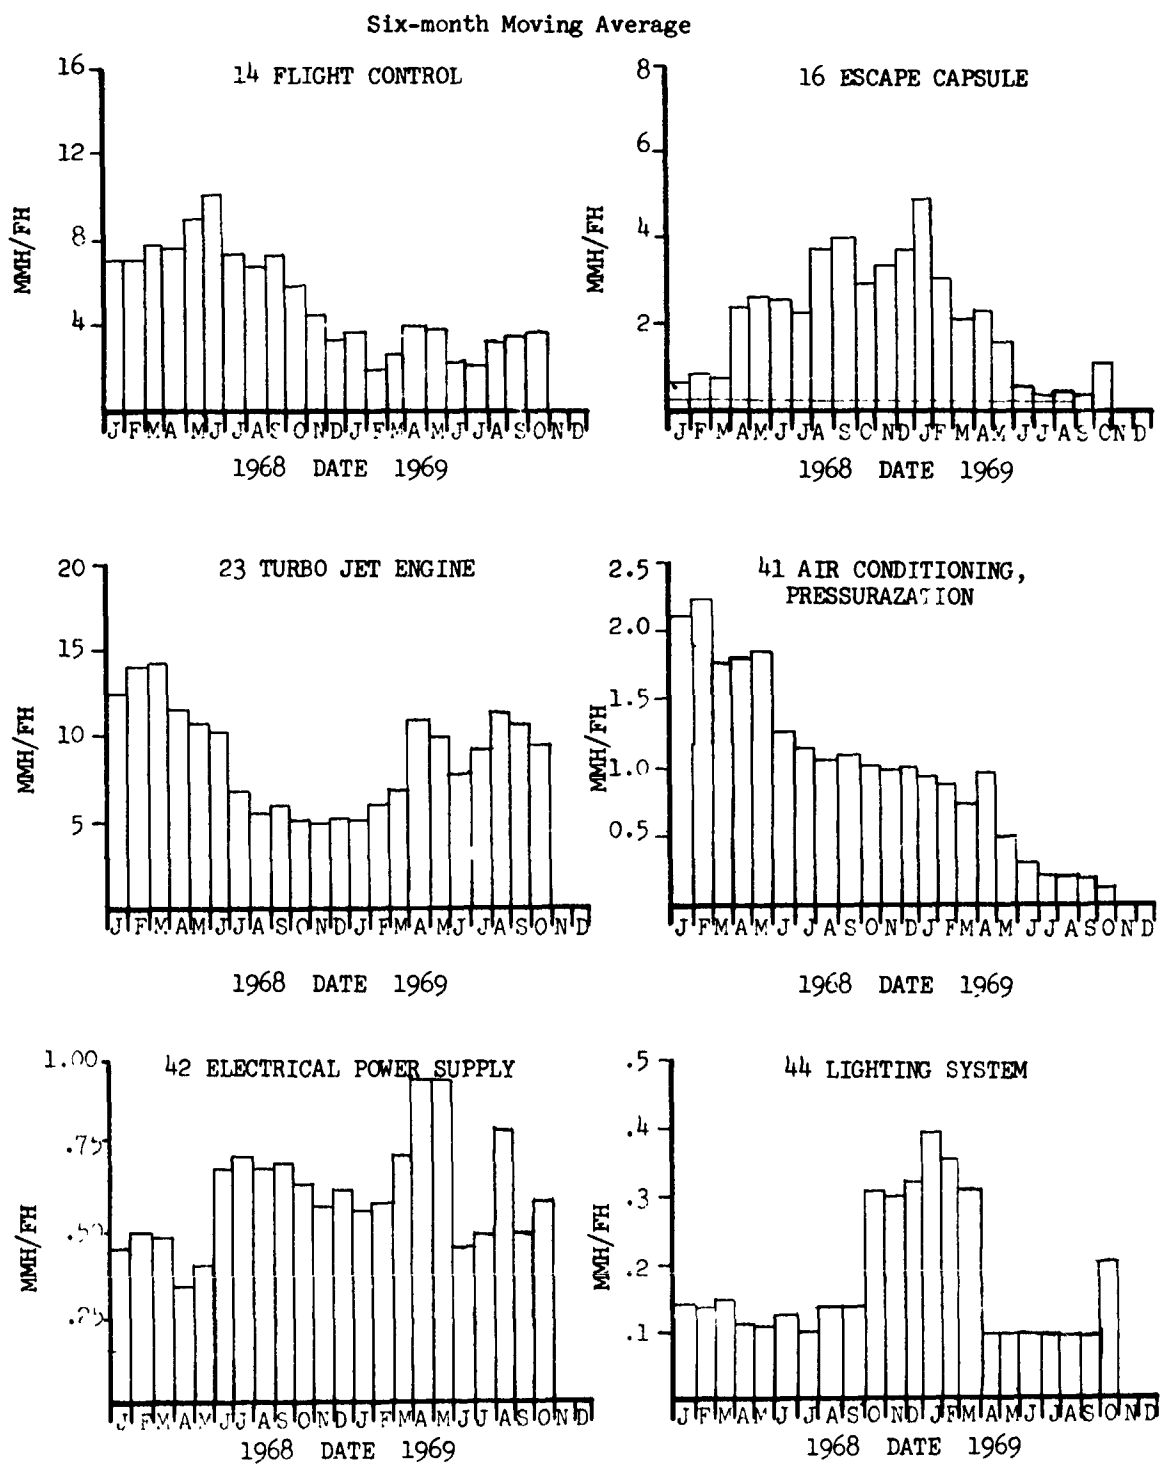 Six-month Moving Average
14 FLIGHT CONTROL
16
12
8
4
MMH/FH
J F M A M J J A S O N D J F M A M J J A S O N D
1968 DATE 1969
16 ESCAPE CAPSULE
8
6
4
2
MMH/FH
J F M A M J J A S O N D J F M A M J J A S O N D
1968 DATE 1969
23 TURBO JET ENGINE
20
15
10
5
MMH/FH
J F M A M J J A S O N D J F M A M J J A S O N D
1968 DATE 1969
41 AIR CONDITIONING,
PRESSURAZATION
2.5
2.0
1.5
1.0
0.5
MMH/FH
J F M A M J J A S O N D J F M A M J J A S O N D
1968 DATE 1969
42 ELECTRICAL POWER SUPPLY
1.00
.75
.50
.25
MMH/FH
J F M A M J J A S O N D J F M A M J J A S O N D
1968 DATE 1969
44 LIGHTING SYSTEM
.5
.4
.3
.2
.1
MMH/FH
J F M A M J J A S O N D J F M A M J J A S O N D
1968 DATE 1969